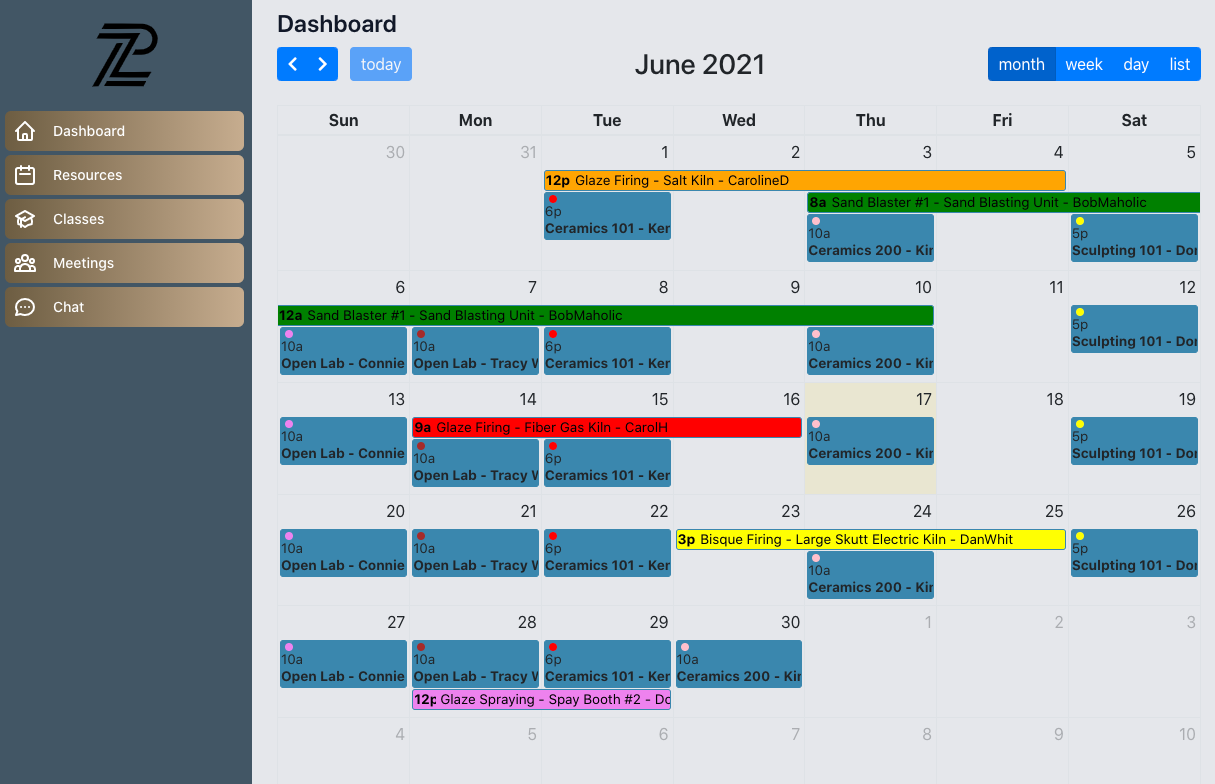 Dashboard
Resources
Classes
Meetings
Chat
Dashboard
today
June 2021
month week day list
Sun Mon Tue Wed Thu Fri Sat
30 31 1 2 3 4 5
12p Glaze Firing - Salt Kiln - CarolineD
8a Sand Blaster #1 - Sand Blasting Unit - BobMaholic
6p
Ceramics 101 - Ker
10a
Ceramics 200 - Kir
5p
Sculpting 101 - Dor
6 7 8 9 10 11 12
12a Sand Blaster #1 - Sand Blasting Unit - BobMaholic
10a
Open Lab - Connie
10a
Open Lab - Tracy W
6p
Ceramics 101 - Ker
10a
Ceramics 200 - Kir
5p
Sculpting 101 - Dor
13 14 15 16 17 18 19
9a Glaze Firing - Fiber Gas Kiln - CarolH
10a
Open Lab - Connie
10a
Open Lab - Tracy W
6p
Ceramics 101 - Ker
10a
Ceramics 200 - Kir
5p
Sculpting 101 - Dor
20 21 22 23 24 25 26
3p Bisque Firing - Large Skutt Electric Kiln - DanWhit
10a
Open Lab - Connie
10a
Open Lab - Tracy W
6p
Ceramics 101 - Ker
10a
Ceramics 200 - Kir
5p
Sculpting 101 - Dor
27 28 29 30 1 2 3
10a
Open Lab - Connie
10a
Open Lab - Tracy W
6p
Ceramics 101 - Ker
10a
Ceramics 200 - Kir
12p Glaze Spraying - Spay Booth #2 - Do
4 5 6 7 8 9 10